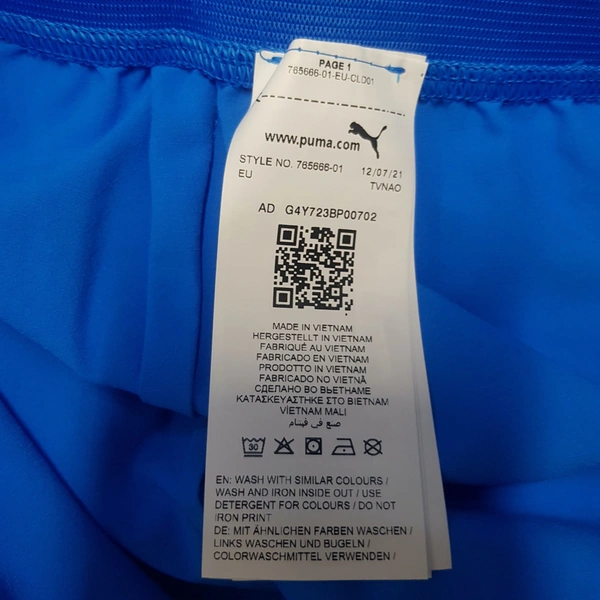 PAGE 1
765666-01-EU-CLO01
www.puma.com
STYLE NO. 765666-01 12/07/21
EU TVNAO
AD G4Y723BP00702
MADE IN VIETNAM
HERGESTELLT IN VIETNAM
FABRIQUÉ AU VIETNAM
FABRICADO EN VIETNAM
PRODOTTO IN VIETNAM
FABRICADO NO VIETNÃ
СДЕЛАНО ВО ВЬЕТНАМЕ
ΚΑΤΑΣΚΕΥΑΣΤΗΚΕ ΣΤΟ ΒΙΕΤΝΑΜ
VİETNAM MALI
صنع في فيتنام
30
EN: WASH WITH SIMILAR COLOURS /
WASH AND IRON INSIDE OUT / USE
DETERGENT FOR COLOURS / DO NOT
IRON PRINT
DE: MIT ÄHNLICHEN FARBEN WASCHEN /
LINKS WASCHEN UND BÜGELN /
COLORWASCHMITTEL VERWENDEN /